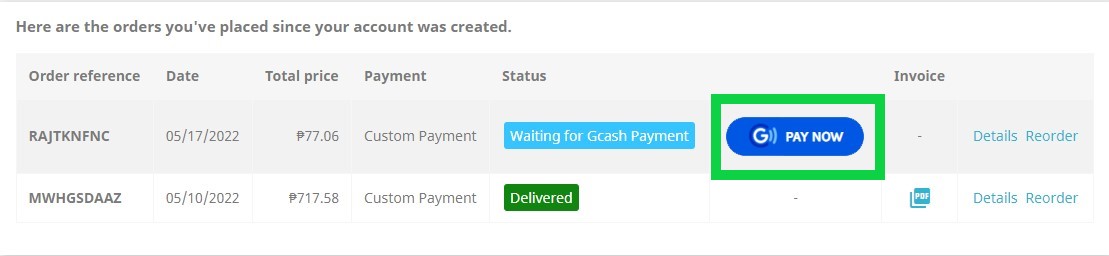 Here are the orders you've placed since your account was created.
Order reference Date Total price Payment Status Invoice
RAJTKNFNC 05/17/2022 ₱77.06 Custom Payment Waiting for Gcash Payment G PAY NOW - Details Reorder
MWHGSDAAZ 05/10/2022 ₱717.58 Custom Payment Delivered - PDF Details Reorder